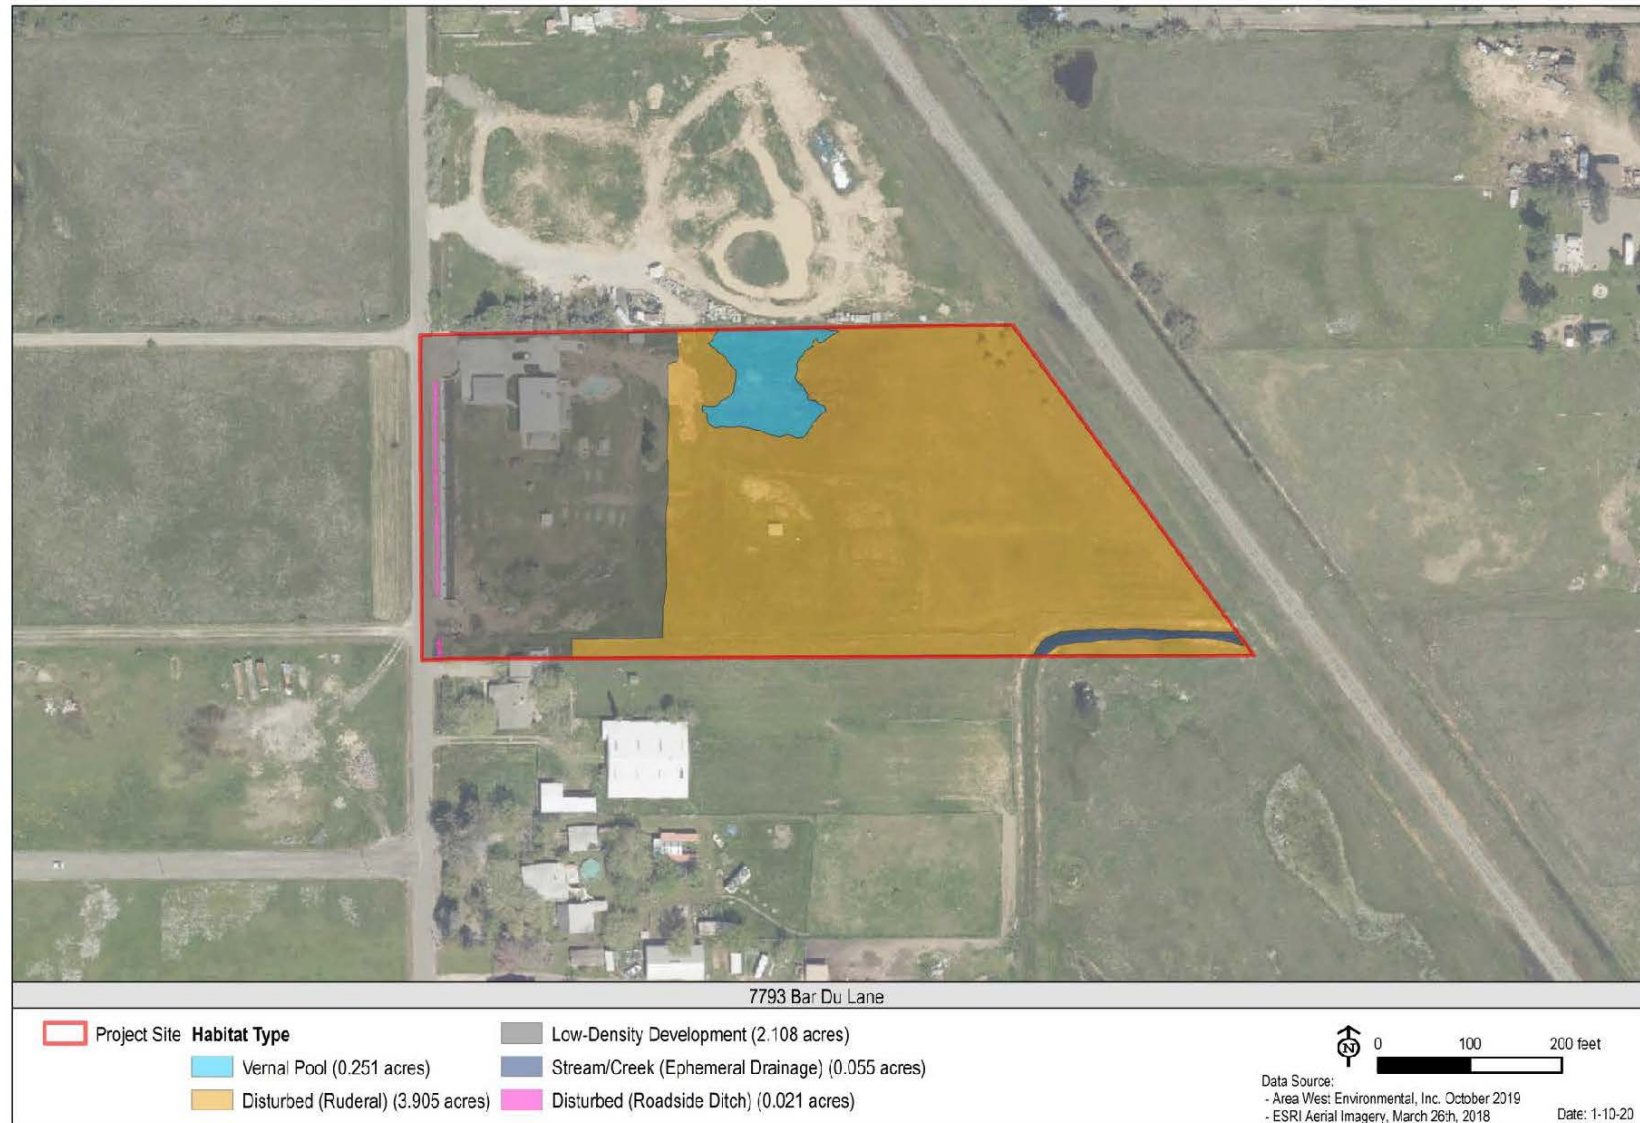 7793 Bar Du Lane
Project Site
Habitat Type
Vernal Pool (0.251 acres)
Disturbed (Ruderal) (3.905 acres)
Low-Density Development (2.108 acres)
Stream/Creek (Ephemeral Drainage) (0.055 acres)
Disturbed (Roadside Ditch) (0.021 acres)
N
0 100 200 feet
Data Source:
- Area West Environmental, Inc. October 2019
- ESRI Aerial Imagery, March 26th, 2018
Date: 1-10-20